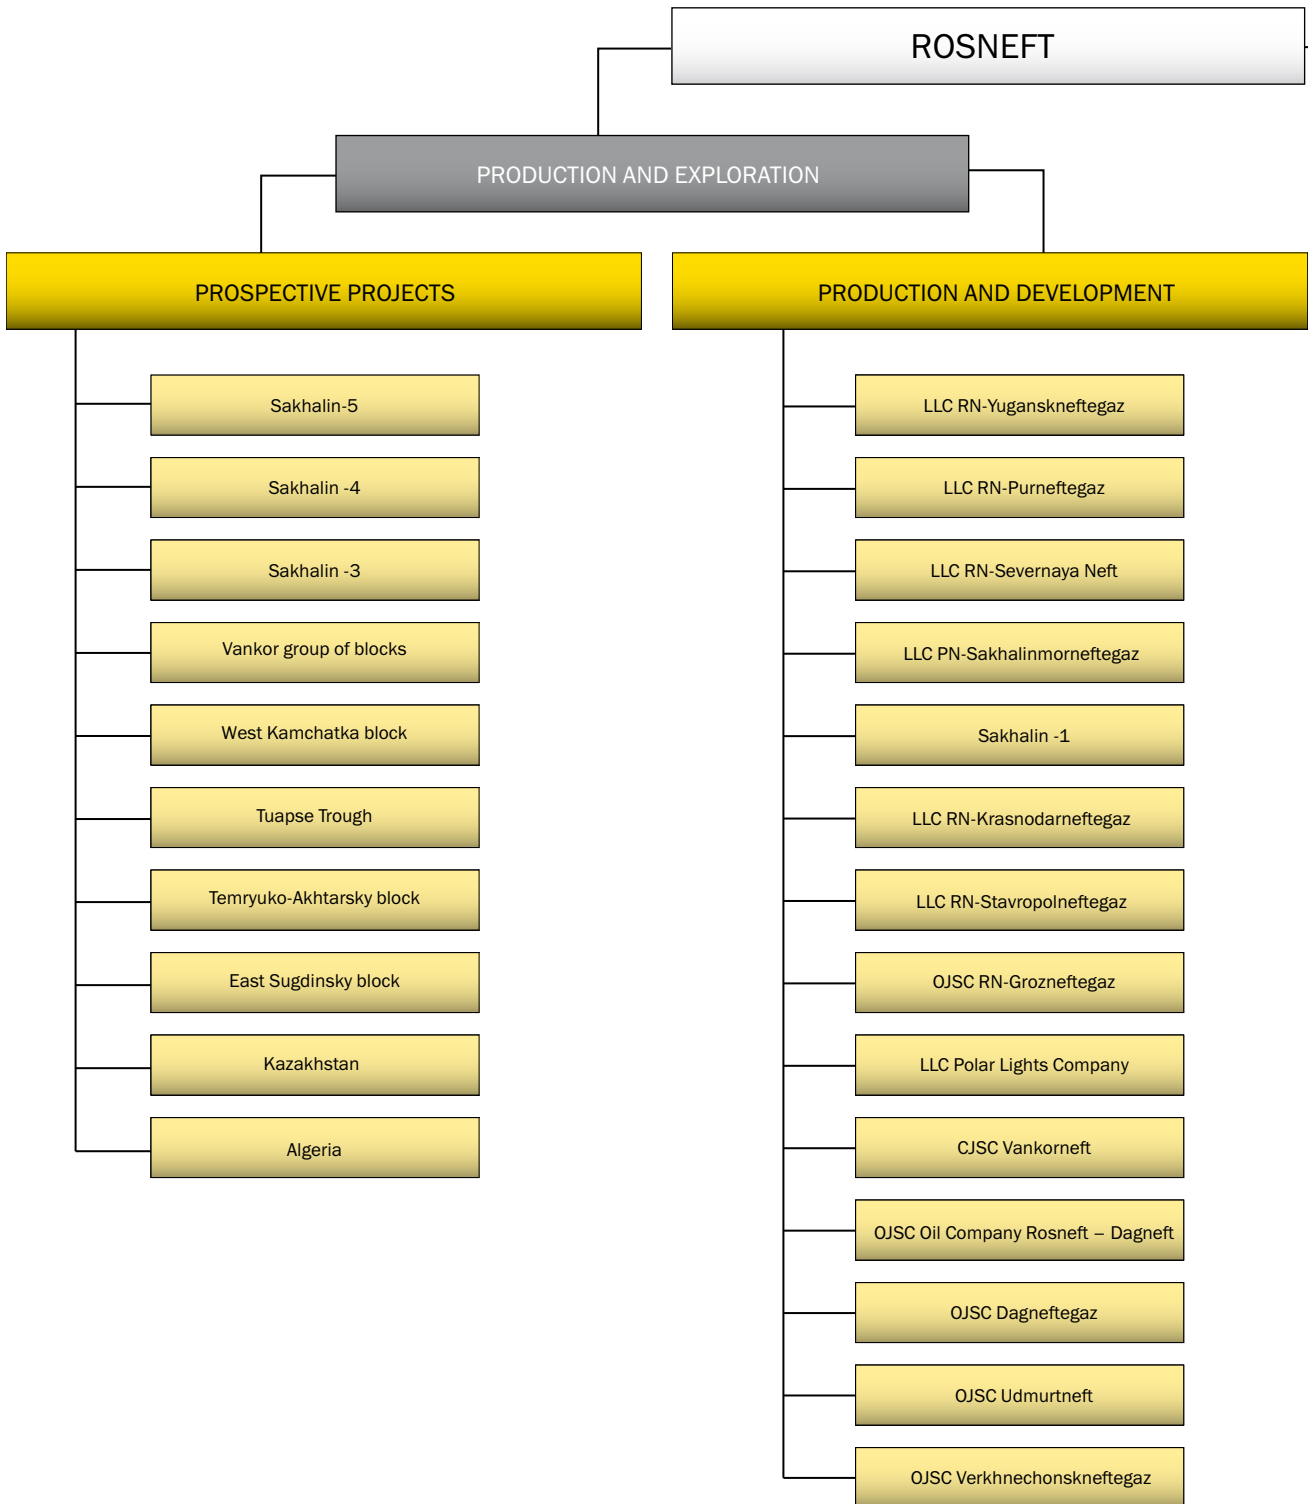 ROSNEFT
PRODUCTION AND EXPLORATION
PROSPECTIVE PROJECTS
Sakhalin-5
Sakhalin -4
Sakhalin -3
Vankor group of blocks
West Kamchatka block
Tuapse Trough
Temryuko-Akhtarsky block
East Sugdinsky block
Kazakhstan
Algeria
PRODUCTION AND DEVELOPMENT
LLC RN-Yuganskneftegaz
LLC RN-Purneftegaz
LLC RN-Severnaya Neft
LLC PN-Sakhalinmorneftegaz
Sakhalin -1
LLC RN-Krasnodarneftegaz
LLC RN-Stavropolneftegaz
OJSC RN-Grozneftegaz
LLC Polar Lights Company
CJSC Vankorneft
OJSC Oil Company Rosneft – Dagneft
OJSC Dagneftegaz
OJSC Udmurtneft
OJSC Verkhnechonskneftegaz